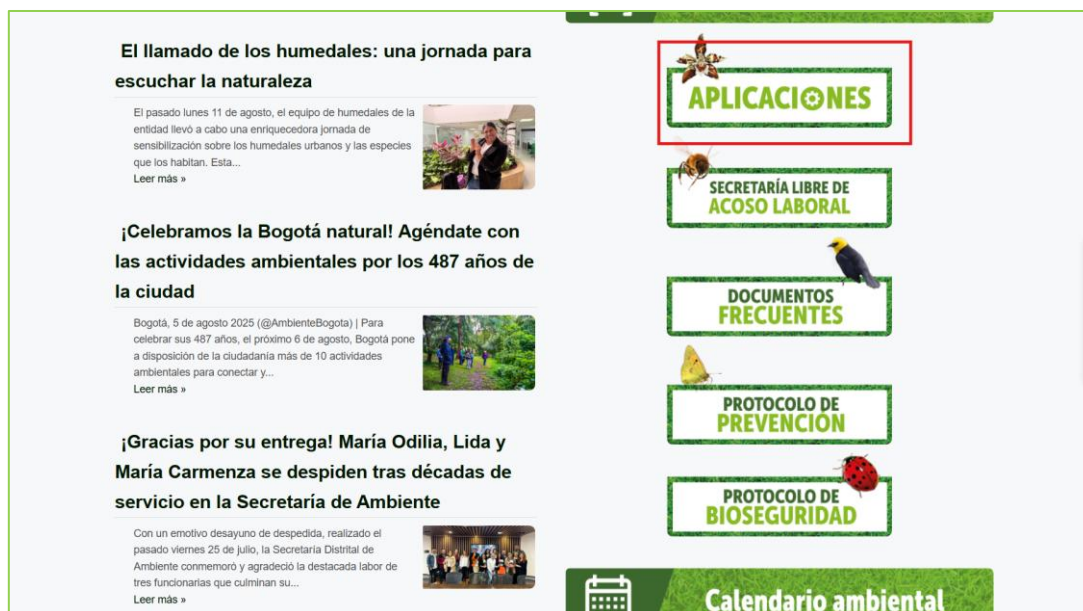 El llamado de los humedales: una jornada para
escuchar la naturaleza
El pasado lunes 11 de agosto, el equipo de humedales de la
entidad llevó a cabo una enriquecedora jornada de
sensibilización sobre los humedales urbanos y las especies
que los habitan. Esta...
Leer más »
¡Celebramos la Bogotá natural! Agéndate con
las actividades ambientales por los 487 años de
la ciudad
Bogotá, 5 de agosto 2025 (@AmbienteBogota) | Para
celebrar sus 487 años, el próximo 6 de agosto, Bogotá pone
a disposición de la ciudadanía más de 10 actividades
ambientales para conectar y...
Leer más »
¡Gracias por su entrega! María Odilia, Lida y
María Carmenza se despiden tras décadas de
servicio en la Secretaría de Ambiente
Con un emotivo desayuno de despedida, realizado el
pasado viernes 25 de julio, la Secretaría Distrital de
Ambiente conmemoró y agradeció la destacada labor de
tres funcionarias que culminan su...
Leer más »
APLICACIONES
SECRETARÍA LIBRE DE
ACOSO LABORAL
DOCUMENTOS
FRECUENTES
PROTOCOLO DE
PREVENCIÓN
PROTOCOLO DE
BIOSEGURIDAD
Calendario ambiental